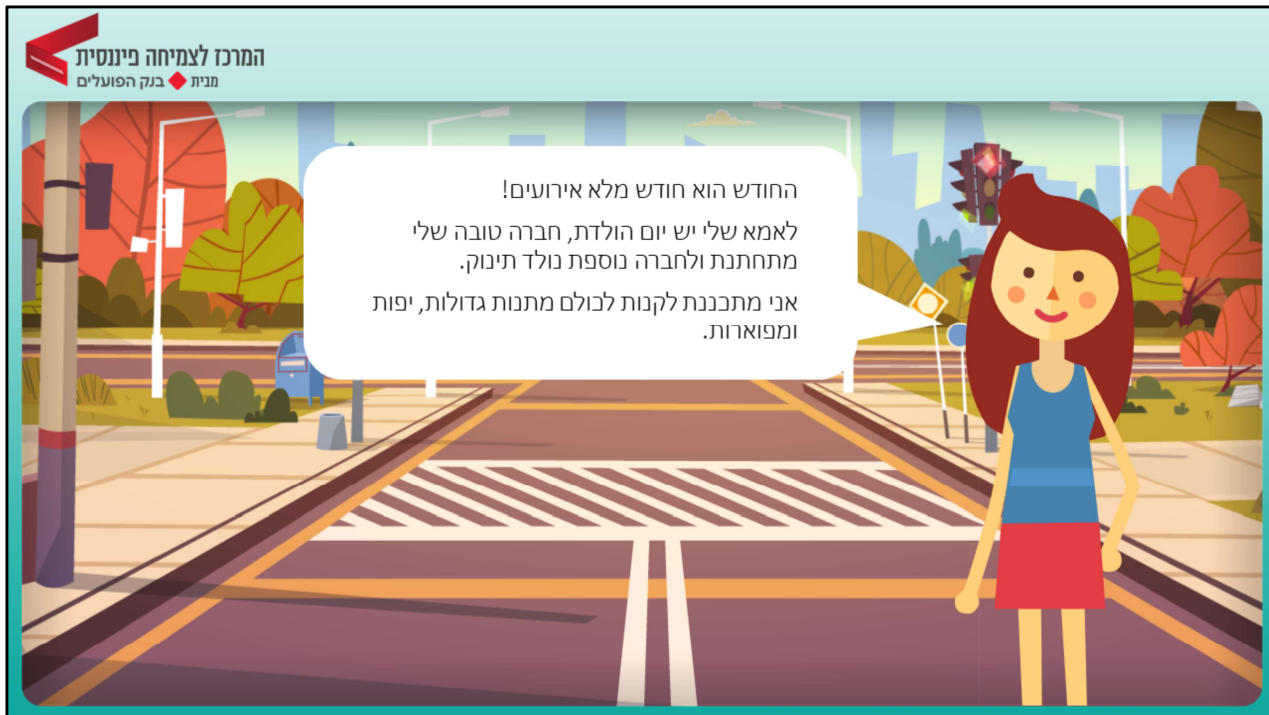 המרכז לצמיחה פיננסית
מבית בנק הפועלים
החודש הוא חודש מלא אירועים!
לאמא שלי יש יום הולדת, חברה טובה שלי
מתחתנת ולחברה נוספת נולד תינוק.
אני מתכננת לקנות לכולם מתנות גדולות, יפות
ומפוארות.